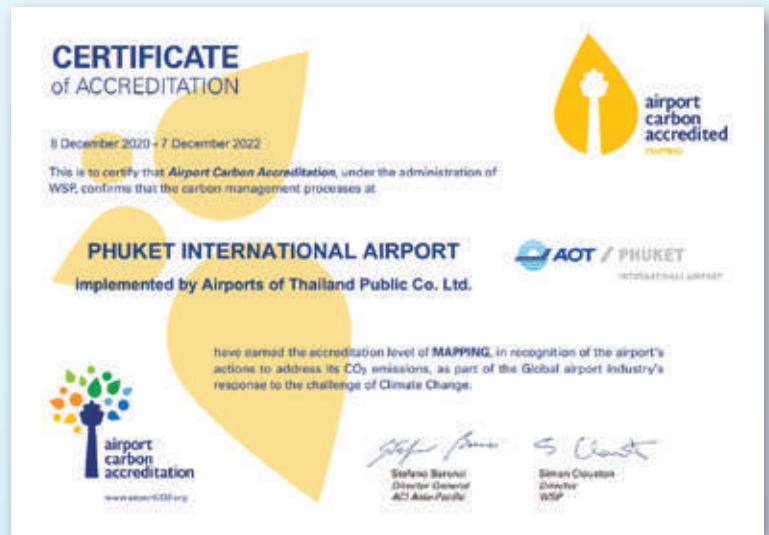 CERTIFICATE
of ACCREDITATION
airport
carbon
accredited
MAPPING
8 December 2020 - 7 December 2022
This is to certify that Airport Carbon Accreditation, under the administration of
WSP, confirms that the carbon management processes at
PHUKET INTERNATIONAL AIRPORT
implemented by Airports of Thailand Public Co. Ltd.
AOT / PHUKET
INTERNATIONAL AIRPORT
have earned the accreditation level of MAPPING, in recognition of the airport's
actions to address its CO₂ emissions, as part of the Global airport industry's
response to the challenge of Climate Change.
airport
carbon
accreditation
Stefano Baronci
Director General
ACI Asia-Pacific
Simon Clouston
Director
WSP